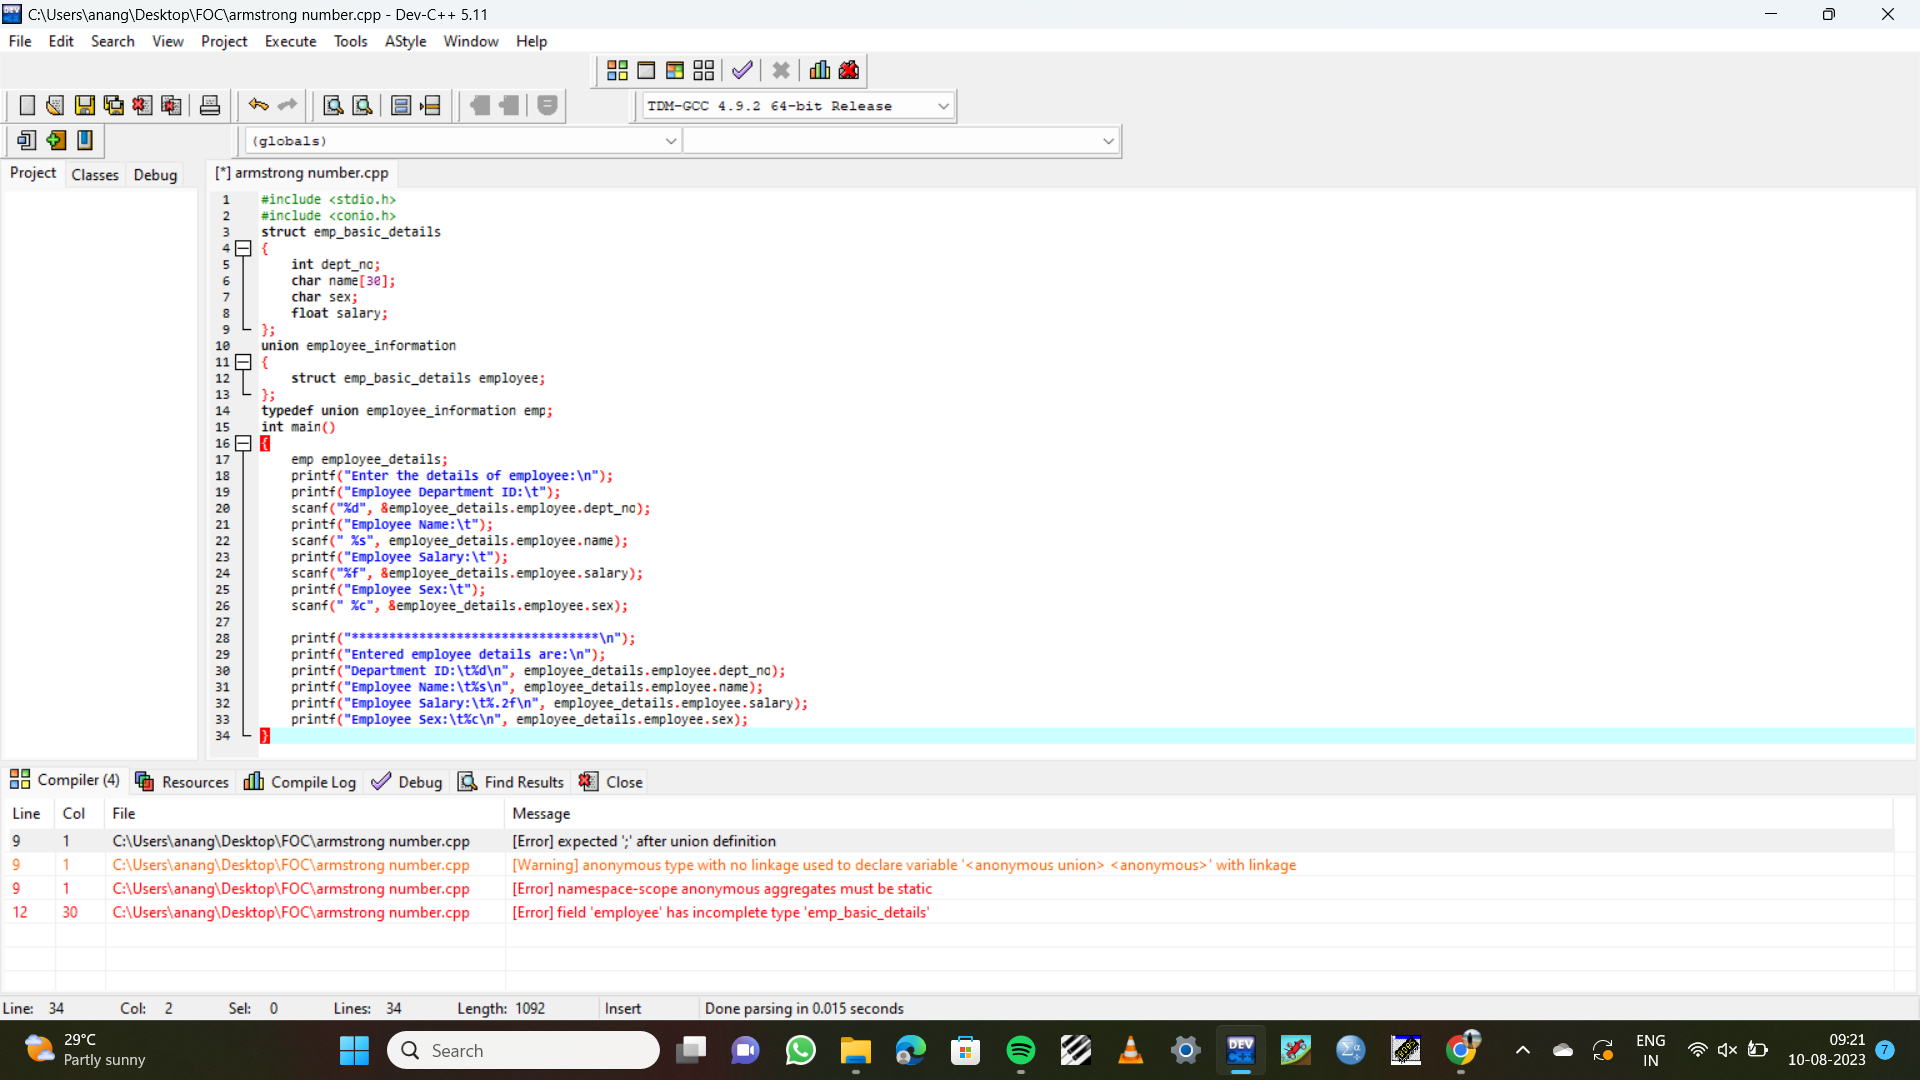 C:\Users\anang\Desktop\FOC\armstrong number.cpp - Dev-C++ 5.11
File Edit Search View Project Execute Tools AStyle Window Help
TDM-GCC 4.9.2 64-bit Release
(globals)
Project Classes Debug
[*] armstrong number.cpp
1 #include <stdio.h>
2 #include <conio.h>
3 struct emp_basic_details
4 {
5 int dept_no;
6 char name[30];
7 char sex;
8 float salary;
9 };
10 union employee_information
11 {
12 struct emp_basic_details employee;
13 };
14 typedef union employee_information emp;
15 int main()
16 {
17 emp employee_details;
18 printf("Enter the details of employee:\n");
19 printf("Employee Department ID:\t");
20 scanf("%d", &employee_details.employee.dept_no);
21 printf("Employee Name:\t");
22 scanf(" %s", employee_details.employee.name);
23 printf("Employee Salary:\t");
24 scanf("%f", &employee_details.employee.salary);
25 printf("Employee Sex:\t");
26 scanf(" %c", &employee_details.employee.sex);
27
28 printf("*********************************\n");
29 printf("Entered employee details are:\n");
30 printf("Department ID:\t%d\n", employee_details.employee.dept_no);
31 printf("Employee Name:\t%s\n", employee_details.employee.name);
32 printf("Employee Salary:\t%.2f\n", employee_details.employee.salary);
33 printf("Employee Sex:\t%c\n", employee_details.employee.sex);
34 }
Compiler (4) Resources Compile Log Debug Find Results Close
Line Col File Message
9 1 C:\Users\anang\Desktop\FOC\armstrong number.cpp [Error] expected ';' after union definition
9 1 C:\Users\anang\Desktop\FOC\armstrong number.cpp [Warning] anonymous type with no linkage used to declare variable '<anonymous union> <anonymous>' with linkage
9 1 C:\Users\anang\Desktop\FOC\armstrong number.cpp [Error] namespace-scope anonymous aggregates must be static
12 30 C:\Users\anang\Desktop\FOC\armstrong number.cpp [Error] field 'employee' has incomplete type 'emp_basic_details'
Line: 34 Col: 2 Sel: 0 Lines: 34 Length: 1092 Insert Done parsing in 0.015 seconds
29°C
Partly sunny
Search
DEV
ENG
IN
09:21
10-08-2023
7